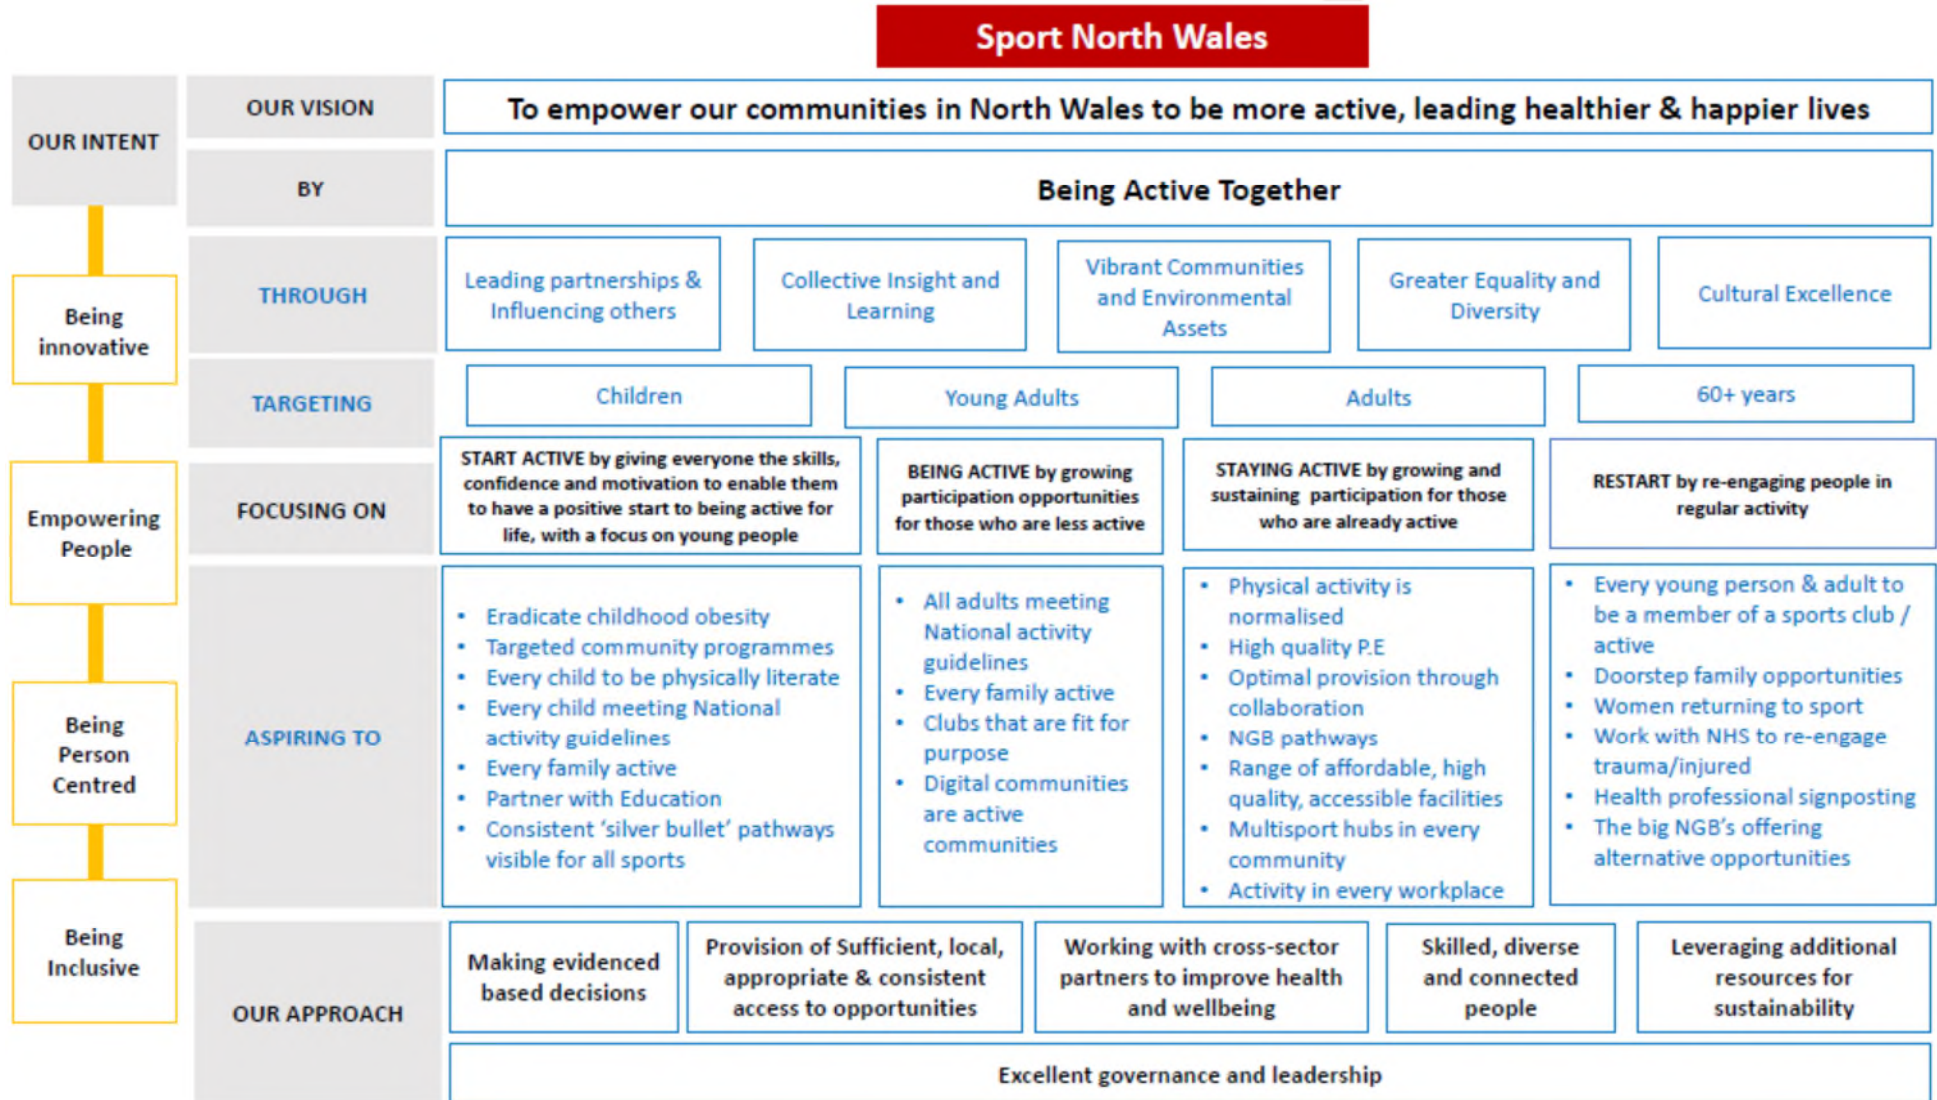 Sport North Wales
OUR INTENT
Being
innovative
Empowering
People
Being
Person
Centred
Being
Inclusive
OUR VISION
To empower our communities in North Wales to be more active, leading healthier & happier lives
BY
Being Active Together
THROUGH
Leading partnerships &
Influencing others
Collective Insight and
Learning
Vibrant Communities
and Environmental
Assets
Greater Equality and
Diversity
Cultural Excellence
TARGETING
Children
Young Adults
Adults
60+ years
FOCUSING ON
START ACTIVE by giving everyone the skills,
confidence and motivation to enable them
to have a positive start to being active for
life, with a focus on young people
BEING ACTIVE by growing
participation opportunities
for those who are less active
STAYING ACTIVE by growing and
sustaining participation for those
who are already active
RESTART by re-engaging people in
regular activity
ASPIRING TO
• Eradicate childhood obesity
• Targeted community programmes
• Every child to be physically literate
• Every child meeting National
activity guidelines
• Every family active
• Partner with Education
• Consistent ‘silver bullet’ pathways
visible for all sports
• All adults meeting
National activity
guidelines
• Every family active
• Clubs that are fit for
purpose
• Digital communities
are active
communities
• Physical activity is
normalised
• High quality P.E
• Optimal provision through
collaboration
• NGB pathways
• Range of affordable, high
quality, accessible facilities
• Multisport hubs in every
community
• Activity in every workplace
• Every young person & adult to
be a member of a sports club /
active
• Doorstep family opportunities
• Women returning to sport
• Work with NHS to re-engage
trauma/injured
• Health professional signposting
• The big NGB’s offering
alternative opportunities
OUR APPROACH
Making evidenced
based decisions
Provision of Sufficient, local,
appropriate & consistent
access to opportunities
Working with cross-sector
partners to improve health
and wellbeing
Skilled, diverse
and connected
people
Leveraging additional
resources for
sustainability
Excellent governance and leadership